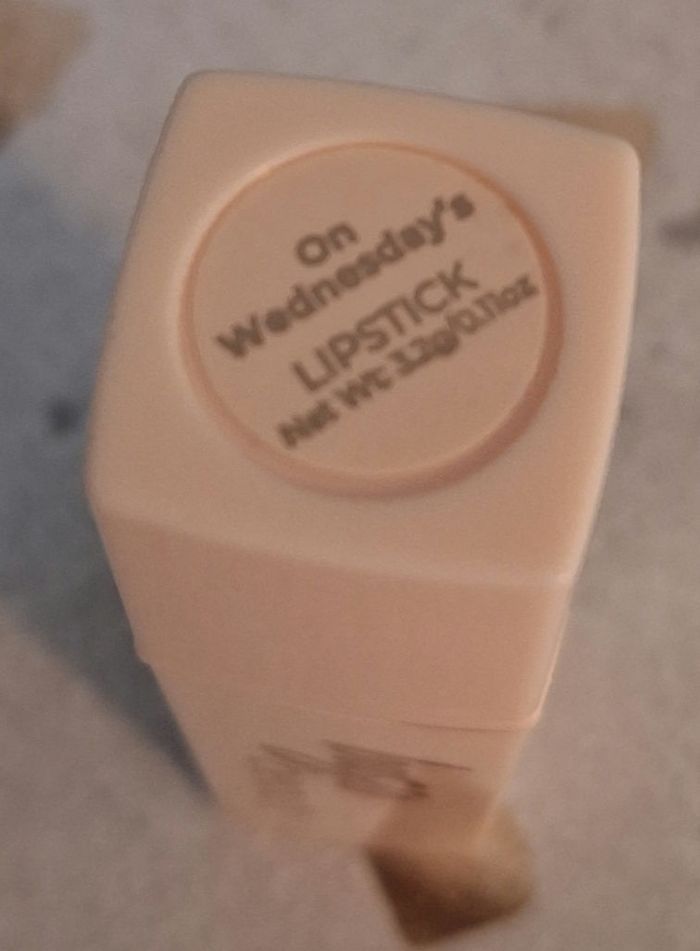 On
Wednesday's
LIPSTICK
Net Wt 3.2g/0.11oz